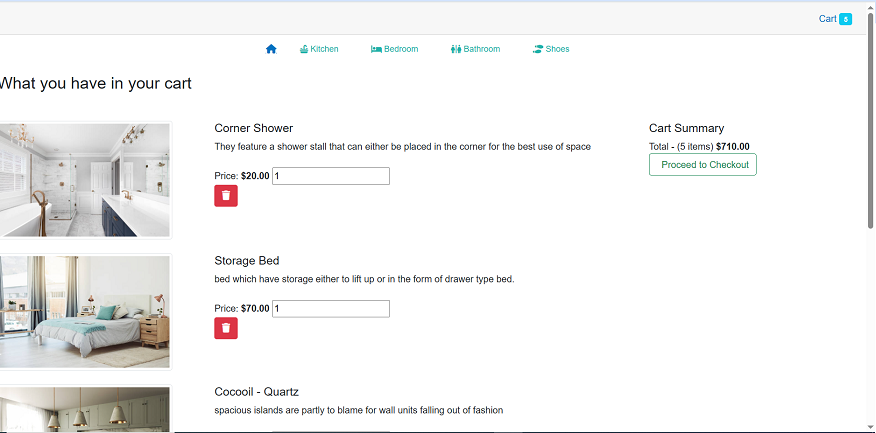 Cart 5
Kitchen Bedroom Bathroom Shoes
What you have in your cart
Corner Shower
They feature a shower stall that can either be placed in the corner for the best use of space
Price: $20.00 1
Cart Summary
Total - (5 items) $710.00
Proceed to Checkout
Storage Bed
bed which have storage either to lift up or in the form of drawer type bed.
Price: $70.00 1
Cocooil - Quartz
spacious islands are partly to blame for wall units falling out of fashion